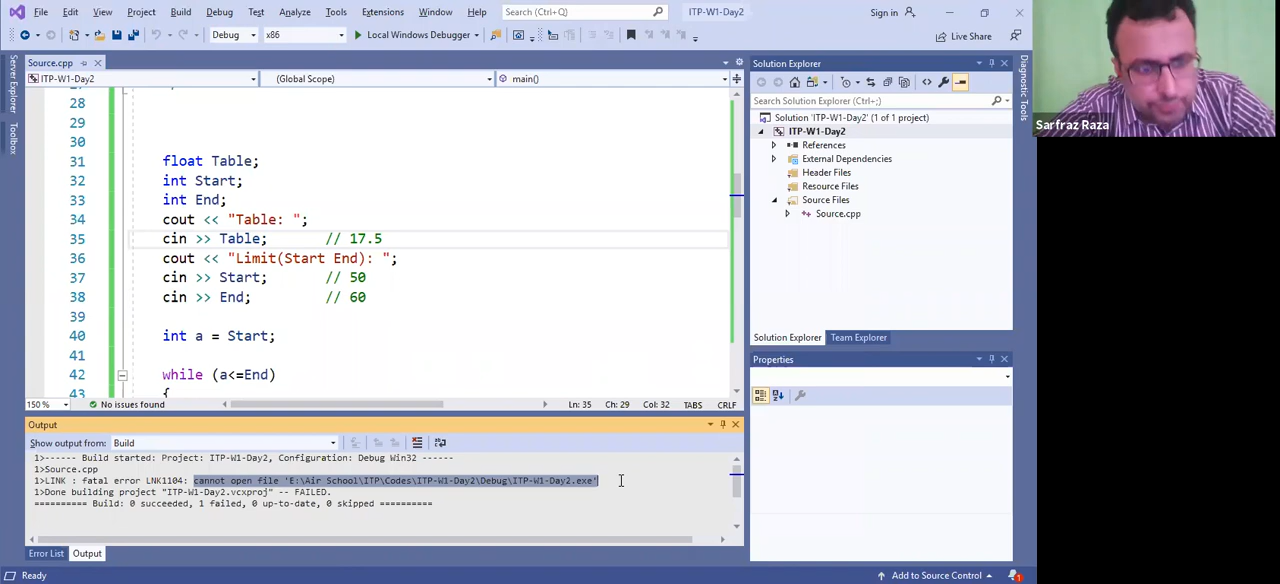 File Edit View Project Build Debug Test Analyze Tools Extensions Window Help Search (Ctrl+Q) ITP-W1-Day2 Sign in
Debug x86 Local Windows Debugger Live Share
Server Explorer
Toolbox
Source.cpp
ITP-W1-Day2 (Global Scope) main()
28
29
30
31 float Table;
32 int Start;
33 int End;
34 cout << "Table: ";
35 cin >> Table; // 17.5
36 cout << "Limit(Start End): ";
37 cin >> Start; // 50
38 cin >> End; // 60
39
40 int a = Start;
41
42 while (a<=End)
43 {
150 % No issues found Ln: 35 Ch: 29 Col: 32 TABS CRLF
Output
Show output from: Build
1>------ Build started: Project: ITP-W1-Day2, Configuration: Debug Win32 ------
1>Source.cpp
1>LINK : fatal error LNK1104: cannot open file 'E:\Air School\ITP\Codes\ITP-W1-Day2\Debug\ITP-W1-Day2.exe'
1>Done building project "ITP-W1-Day2.vcxproj" -- FAILED.
========== Build: 0 succeeded, 1 failed, 0 up-to-date, 0 skipped ==========
Error List Output
Solution Explorer
Search Solution Explorer (Ctrl+;)
Solution 'ITP-W1-Day2' (1 of 1 project)
ITP-W1-Day2
References
External Dependencies
Header Files
Resource Files
Source Files
Source.cpp
Solution Explorer Team Explorer
Properties
Diagnostic Tools
Sarfraz Raza
Ready Add to Source Control 1